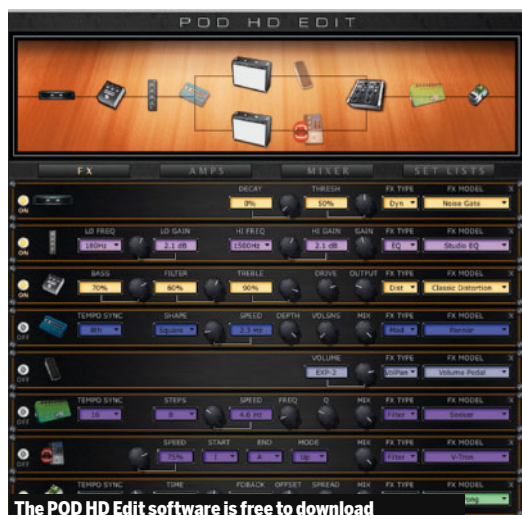 POD HD EDIT
FX AMPS MIXER SET LISTS
DECAY THRESH FX TYPE FX MODEL X
ON 0% 50% Dyn Noise Gate
LO FREQ LO GAIN HI FREQ HI GAIN GAIN FX TYPE FX MODEL X
ON 180Hz 2.1 dB 1500Hz 2.1 dB EQ Studio EQ
BASS FILTER TREBLE DRIVE OUTPUT FX TYPE FX MODEL X
ON 70% 60% 90% Dist Classic Distortion
TEMPO SYNC SHAPE SPEED DEPTH VOLSNS MIX FX TYPE FX MODEL X
OFF 8th Square 2.3 Hz Mod Panner
VOLUME FX TYPE FX MODEL X
OFF EXP-2 Vol/Pan Volume Pedal
TEMPO SYNC STEPS SPEED FREQ Q MIX FX TYPE FX MODEL X
OFF 16 8 4.6 Hz Filter Seeker
SPEED START END MODE MIX FX TYPE FX MODEL X
OFF 75% I A Up Filter V-Tron
TEMPO SYNC TIME FDBACK OFFSET SPREAD MIX FX TYPE FX MODEL X
The POD HD Edit software is free to download